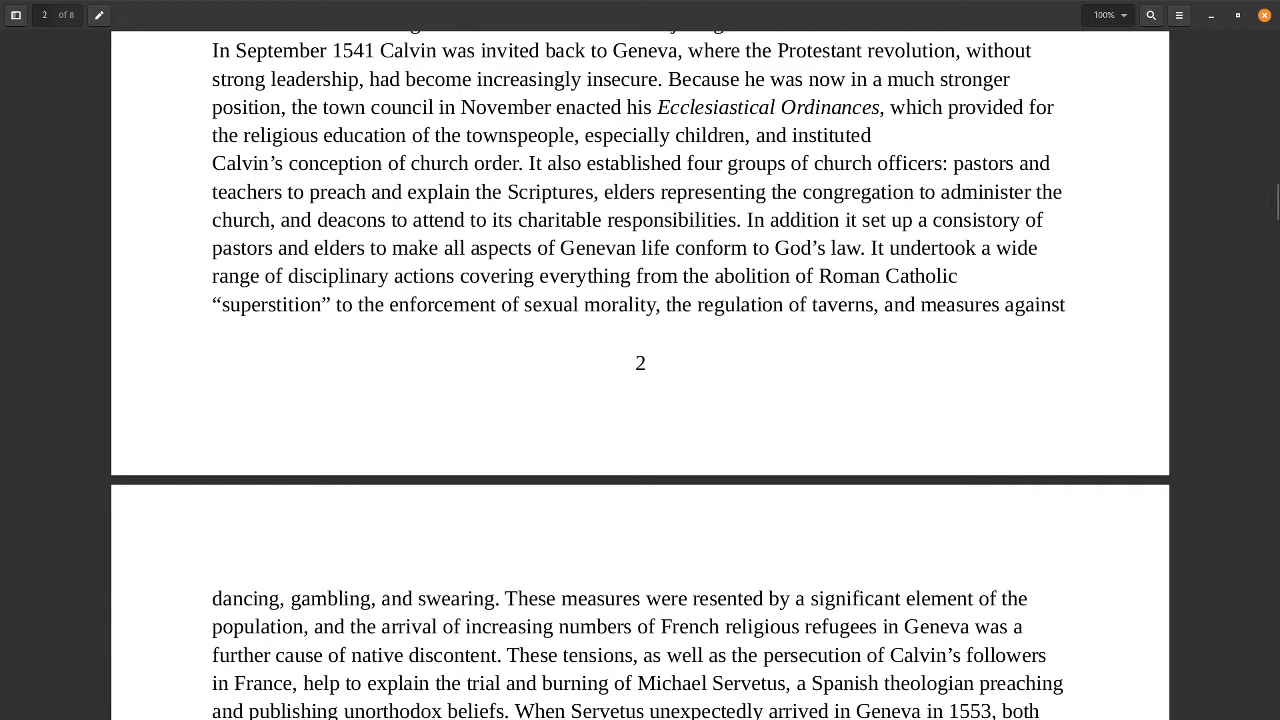 2 of 8
100%
In September 1541 Calvin was invited back to Geneva, where the Protestant revolution, without
strong leadership, had become increasingly insecure. Because he was now in a much stronger
position, the town council in November enacted his Ecclesiastical Ordinances, which provided for
the religious education of the townspeople, especially children, and instituted
Calvin’s conception of church order. It also established four groups of church officers: pastors and
teachers to preach and explain the Scriptures, elders representing the congregation to administer the
church, and deacons to attend to its charitable responsibilities. In addition it set up a consistory of
pastors and elders to make all aspects of Genevan life conform to God’s law. It undertook a wide
range of disciplinary actions covering everything from the abolition of Roman Catholic
“superstition” to the enforcement of sexual morality, the regulation of taverns, and measures against
2
dancing, gambling, and swearing. These measures were resented by a significant element of the
population, and the arrival of increasing numbers of French religious refugees in Geneva was a
further cause of native discontent. These tensions, as well as the persecution of Calvin’s followers
in France, help to explain the trial and burning of Michael Servetus, a Spanish theologian preaching
and publishing unorthodox beliefs. When Servetus unexpectedly arrived in Geneva in 1553, both